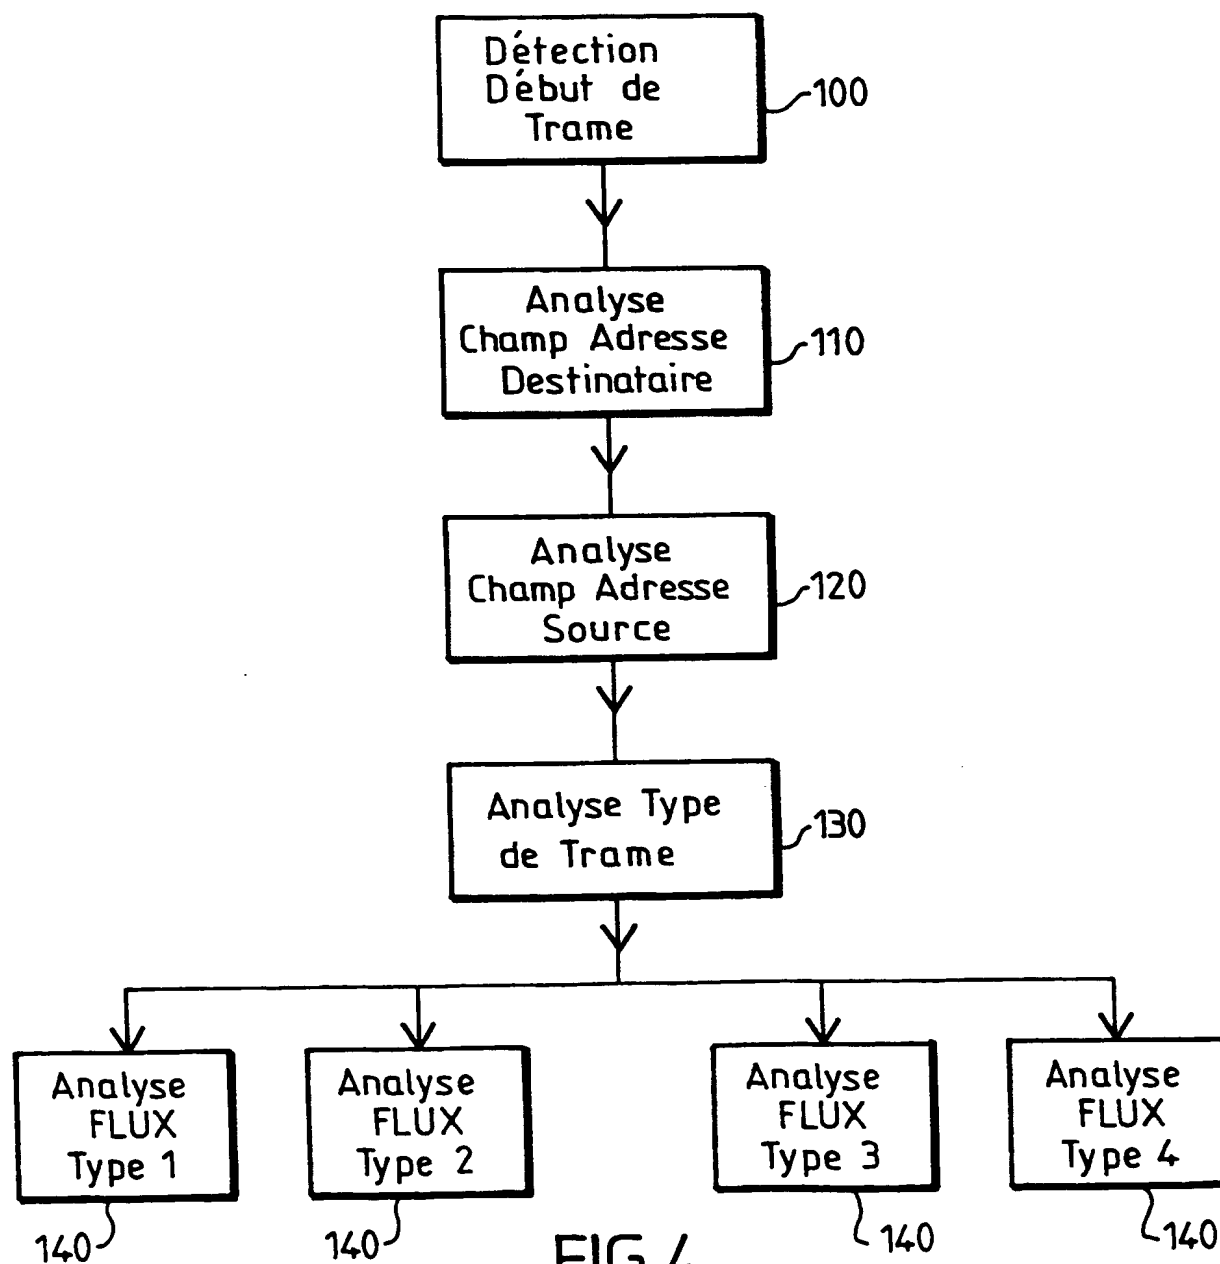 Détection
Début de
Trame
100
Analyse
Champ Adresse
Destinataire
110
Analyse
Champ Adresse
Source
120
Analyse Type
de Trame
130
Analyse
FLUX
Type 1
140
Analyse
FLUX
Type 2
140
Analyse
FLUX
Type 3
140
Analyse
FLUX
Type 4
140
FIG.4